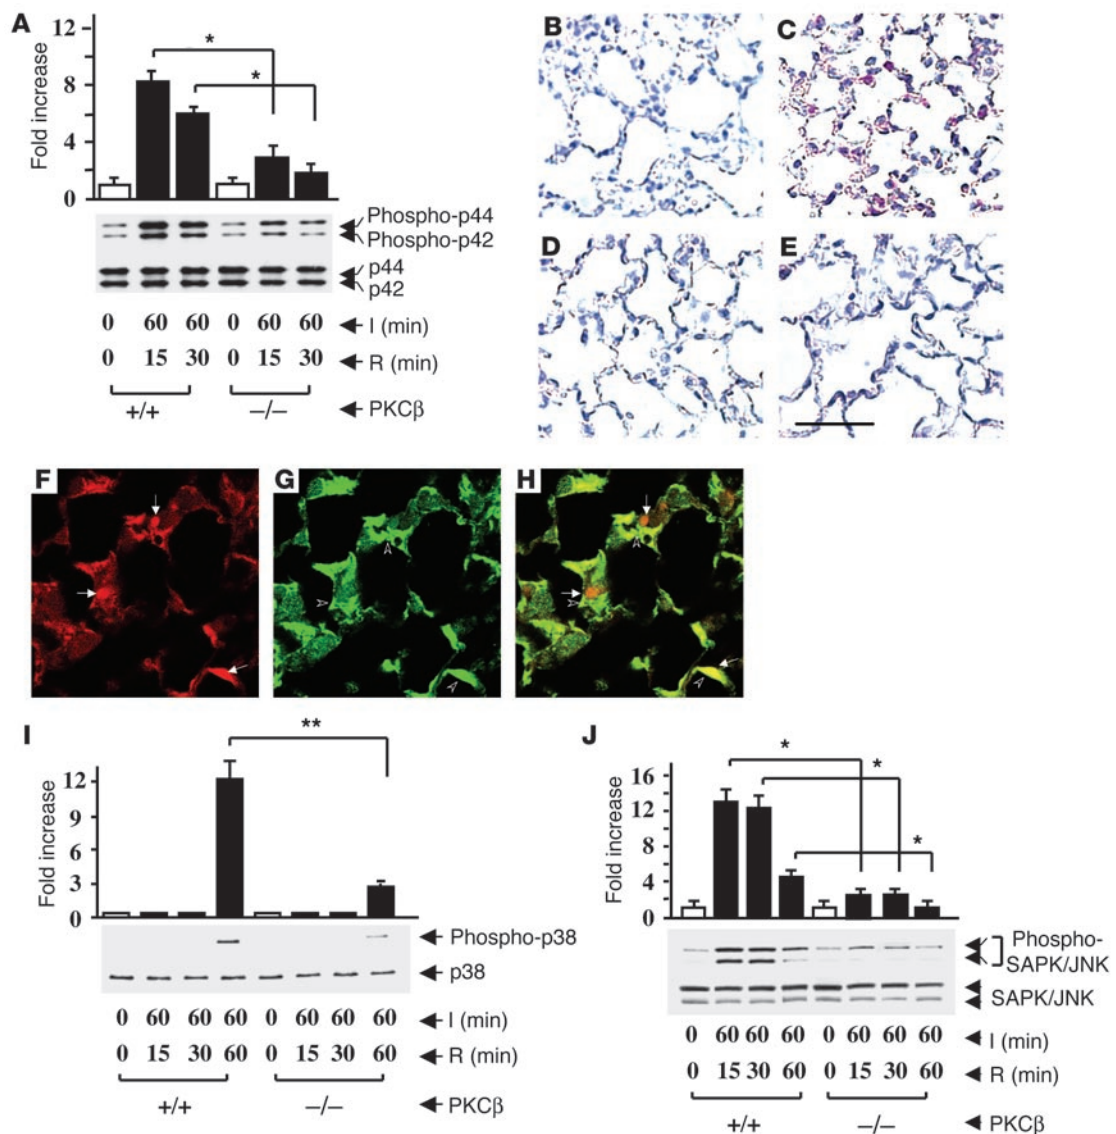 A
12
8
4
0
Fold increase
*
*
Phospho-p44
Phospho-p42
p44
p42
0 60 60 0 60 60 I (min)
0 15 30 0 15 30 R (min)
+/+ –/– PKCβ
B
C
D
E
F
G
H
I
12
9
6
3
0
Fold increase
**
Phospho-p38
p38
0 60 60 60 0 60 60 60 I (min)
0 15 30 60 0 15 30 60 R (min)
+/+ –/– PKCβ
J
16
12
8
4
0
Fold increase
*
*
*
Phospho-
SAPK/JNK
SAPK/JNK
0 60 60 60 0 60 60 60 I (min)
0 15 30 60 0 15 30 60 R (min)
+/+ –/– PKCβ